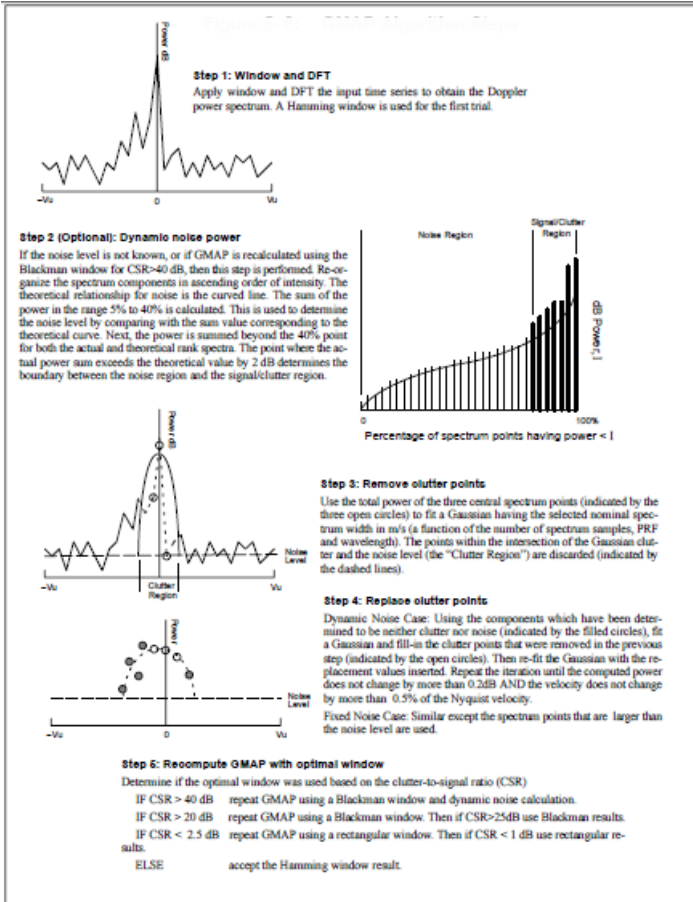 Figure 2-8: GMAP Algorithm Steps
Power dB
Step 1: Window and DFT
Apply window and DFT the input time series to obtain the Doppler
power spectrum. A Hamming window is used for the first trial.
–Vu
0
Vu
Step 2 (Optional): Dynamic noise power
If the noise level is not known, or if GMAP is recalculated using the
Blackman window for CSR>40 dB, then this step is performed. Re-or-
ganize the spectrum components in ascending order of intensity. The
theoretical relationship for noise is the curved line. The sum of the
power in the range 5% to 40% is calculated. This is used to determine
the noise level by comparing with the sum value corresponding to the
theoretical curve. Next, the power is summed beyond the 40% point
for both the actual and theoretical rank spectra. The point where the ac-
tual power sum exceeds the theoretical value by 2 dB determines the
boundary between the noise region and the signal/clutter region.
Noise Region
Signal/Clutter
Region
dB Power, I
0
100%
Percentage of spectrum points having power < I
Power dB
Noise
Level
–Vu
Clutter
Region
Vu
Step 3: Remove clutter points
Use the total power of the three central spectrum points (indicated by the
three open circles) to fit a Gaussian having the selected nominal spec-
trum width in m/s (a function of the number of spectrum samples, PRF
and wavelength). The points within the intersection of the Gaussian clut-
ter and the noise level (the "Clutter Region") are discarded (indicated by
the dashed lines).
Power
Noise
Level
–Vu
0
Vu
Step 4: Replace clutter points
Dynamic Noise Case: Using the components which have been deter-
mined to be neither clutter nor noise (indicated by the filled circles), fit
a Gaussian and fill-in the clutter points that were removed in the previous
step (indicated by the open circles). Then re-fit the Gaussian with the re-
placement values inserted. Repeat the iteration until the computed power
does not change by more than 0.2dB AND the velocity does not change
by more than 0.5% of the Nyquist velocity.
Fixed Noise Case: Similar except the spectrum points that are larger than
the noise level are used.
Step 5: Recompute GMAP with optimal window
Determine if the optimal window was used based on the clutter-to-signal ratio (CSR)
IF CSR > 40 dB repeat GMAP using a Blackman window and dynamic noise calculation.
IF CSR > 20 dB repeat GMAP using a Blackman window. Then if CSR>25dB use Blackman results.
IF CSR < 2.5 dB repeat GMAP using a rectangular window. Then if CSR < 1 dB use rectangular re-
sults.
ELSE accept the Hamming window result.